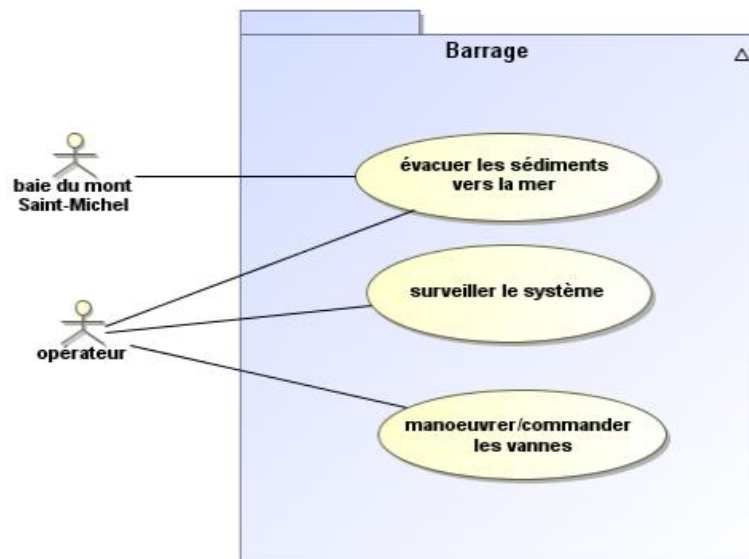 Barrage
évacuer les sédiments
vers la mer
baie du mont
Saint-Michel
surveiller le système
opérateur
manoeuvrer/commander
les vannes